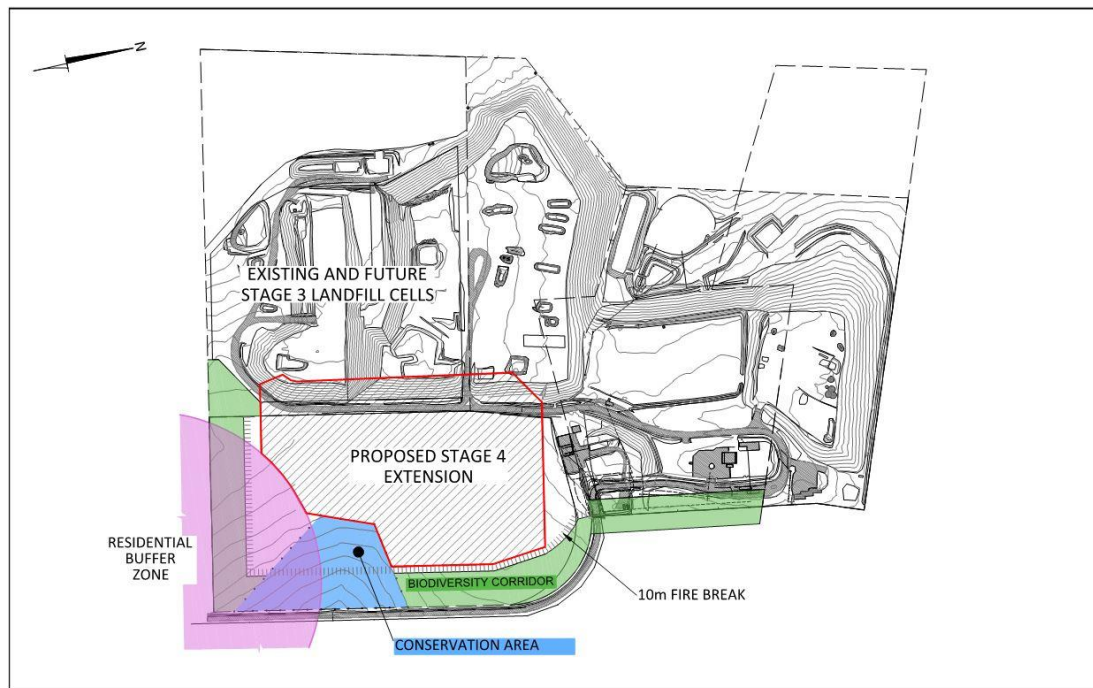 N
EXISTING AND FUTURE
STAGE 3 LANDFILL CELLS
PROPOSED STAGE 4
EXTENSION
RESIDENTIAL
BUFFER
ZONE
BIODIVERSITY CORRIDOR
10m FIRE BREAK
CONSERVATION AREA